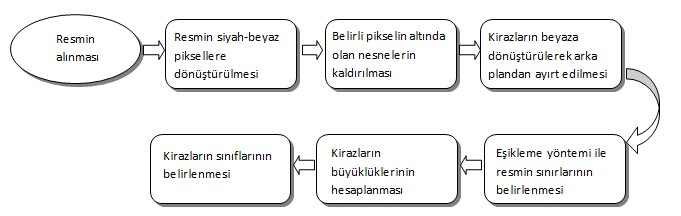 Resmin
alınması
Resmin siyah-beyaz
piksellere
dönüştürülmesi
Belirli pikselin altında
olan nesnelerin
kaldırılması
Kirazların beyaza
dönüştürülerek arka
plandan ayırt edilmesi
Eşikleme yöntemi ile
resmin sınırlarının
belirlenmesi
Kirazların
büyüklüklerinin
hesaplanması
Kirazların sınıflarının
belirlenmesi